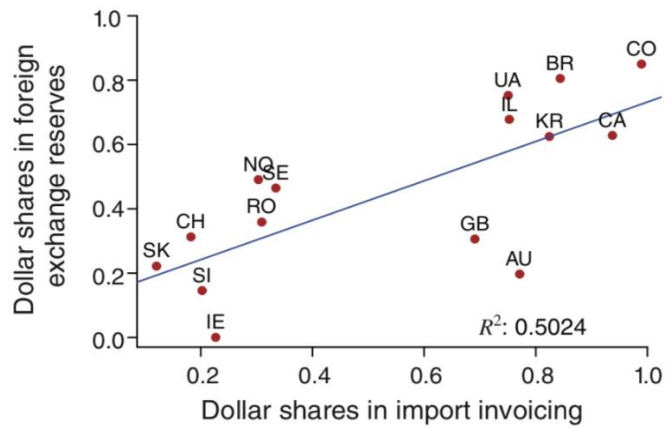 Dollar shares in foreign
exchange reserves
1.0
0.8
0.6
0.4
0.2
0.0
CO
BR
UA
IL
KR
CA
NO
SE
RO
CH
GB
SK
AU
SI
IE
R²: 0.5024
0.2
0.4
0.6
0.8
1.0
Dollar shares in import invoicing